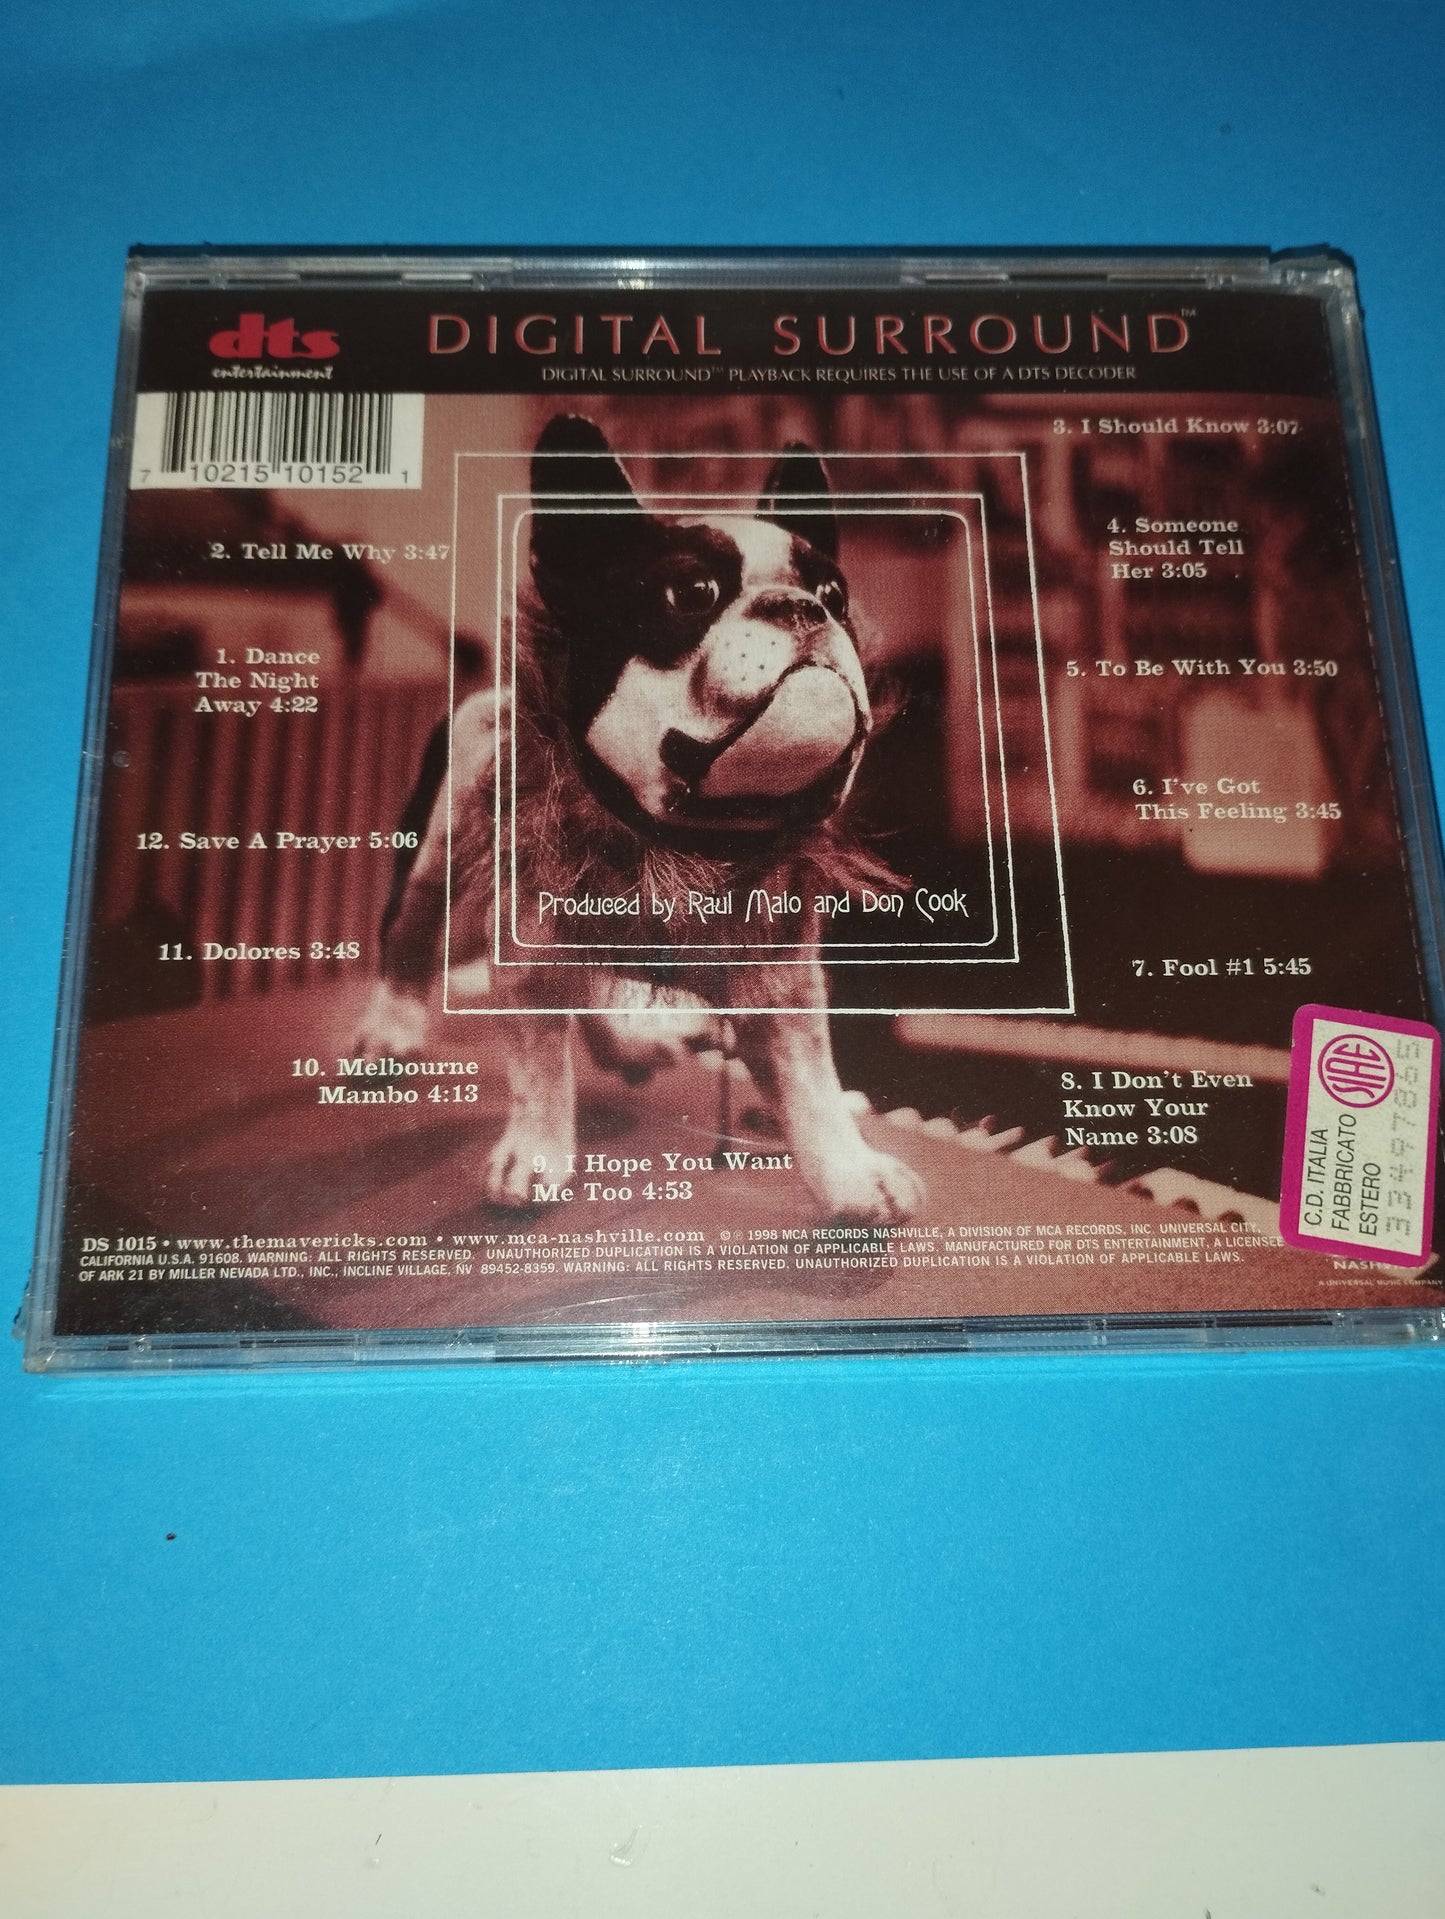 dts
entertainment
DIGITAL SURROUND™
DIGITAL SURROUND™ PLAYBACK REQUIRES THE USE OF A DTS DECODER
7 10215 10152 1
1. Dance
The Night
Away 4:22
2. Tell Me Why 3:47
3. I Should Know 3:07
4. Someone
Should Tell
Her 3:05
5. To Be With You 3:50
6. I've Got
This Feeling 3:45
7. Fool #1 5:45
8. I Don't Even
Know Your
Name 3:08
9. I Hope You Want
Me Too 4:53
10. Melbourne
Mambo 4:13
11. Dolores 3:48
12. Save A Prayer 5:06
Produced by Raul Malo and Don Cook
DS 1015 • www.themavericks.com • www.mca-nashville.com ©℗ 1998 MCA RECORDS NASHVILLE, A DIVISION OF MCA RECORDS, INC. UNIVERSAL CITY,
CALIFORNIA U.S.A. 91608. WARNING: ALL RIGHTS RESERVED. UNAUTHORIZED DUPLICATION IS A VIOLATION OF APPLICABLE LAWS. MANUFACTURED FOR DTS ENTERTAINMENT, A LICENSEE
OF ARK 21 BY MILLER NEVADA LTD., INC., INCLINE VILLAGE, NV 89452-8359. WARNING: ALL RIGHTS RESERVED. UNAUTHORIZED DUPLICATION IS A VIOLATION OF APPLICABLE LAWS.
SIAE
C.D. ITALIA
FABBRICATO
ESTERO
A UNIVERSAL MUSIC COMPANY